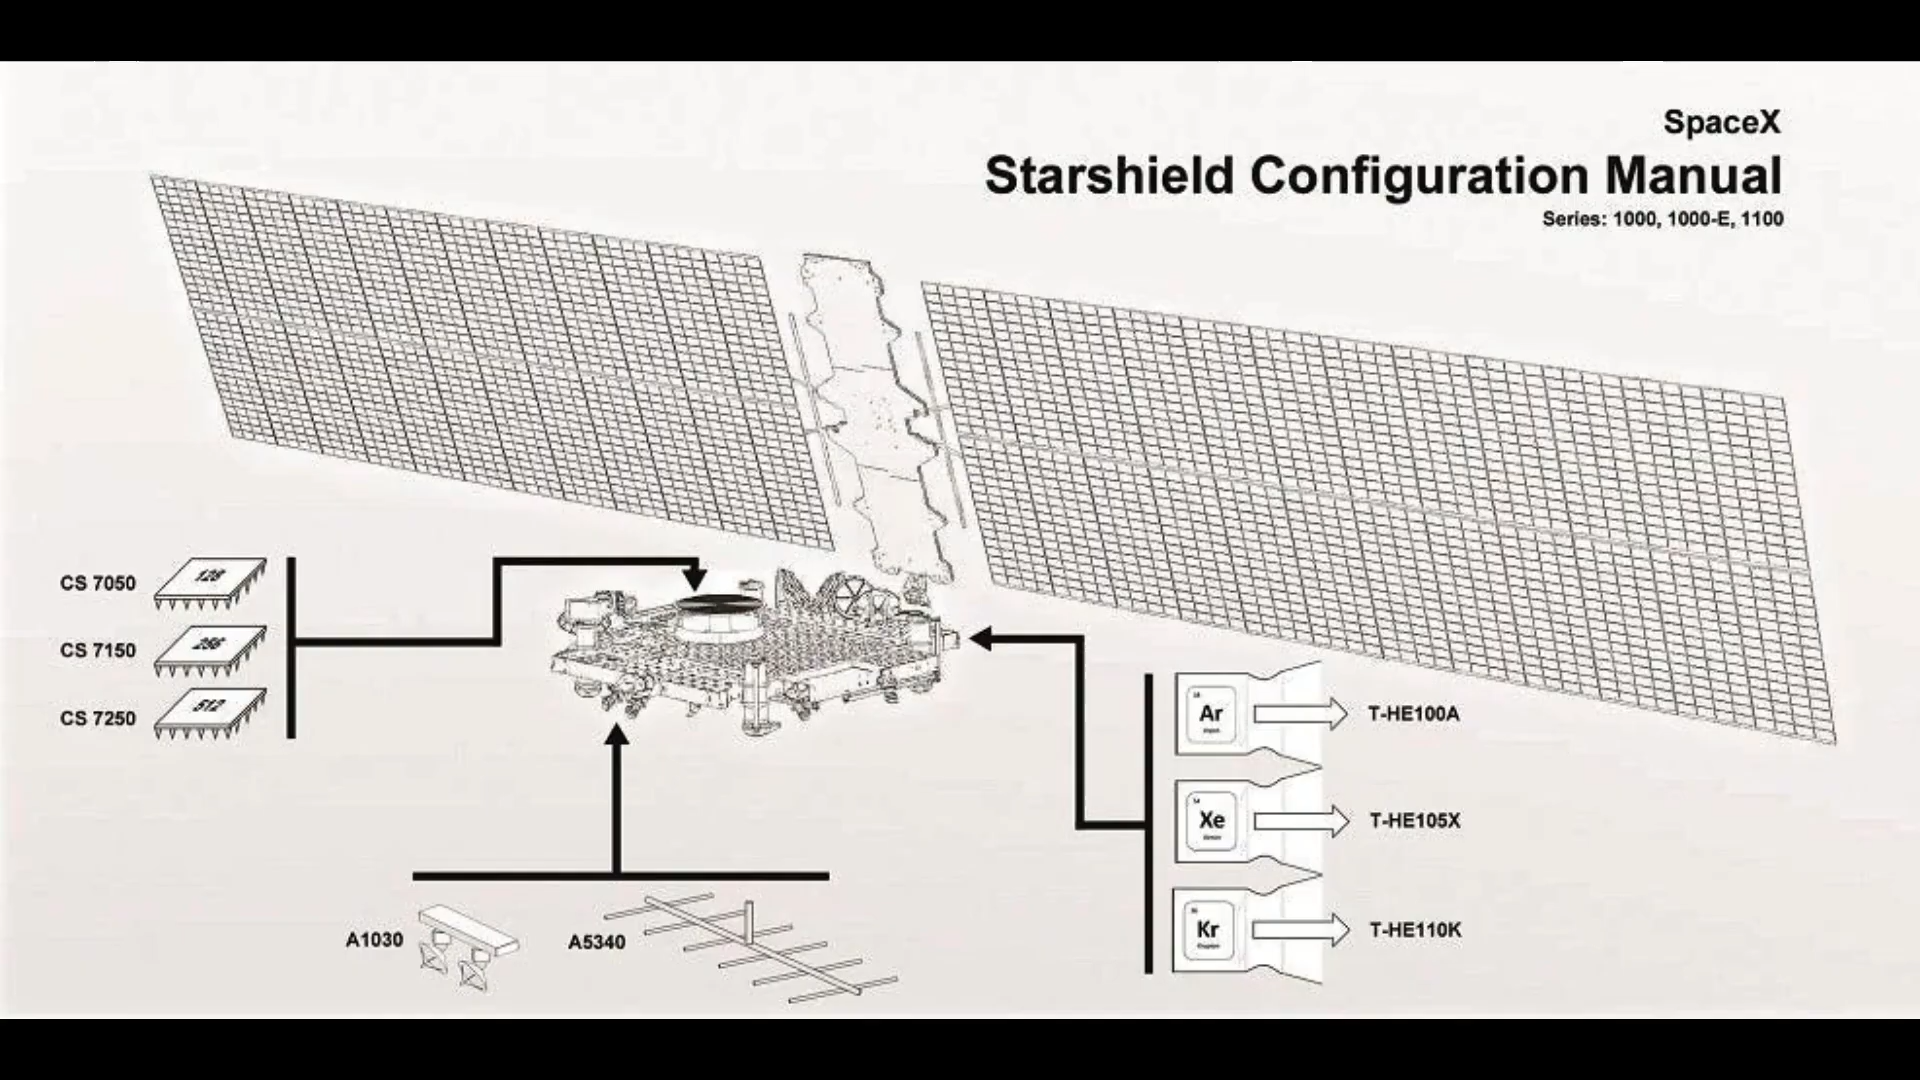 SpaceX
Starshield Configuration Manual
Series: 1000, 1000-E, 1100
CS 7050
128
CS 7150
256
CS 7250
512
Ar
T-HE100A
Xe
T-HE105X
Kr
T-HE110K
A1030
A5340